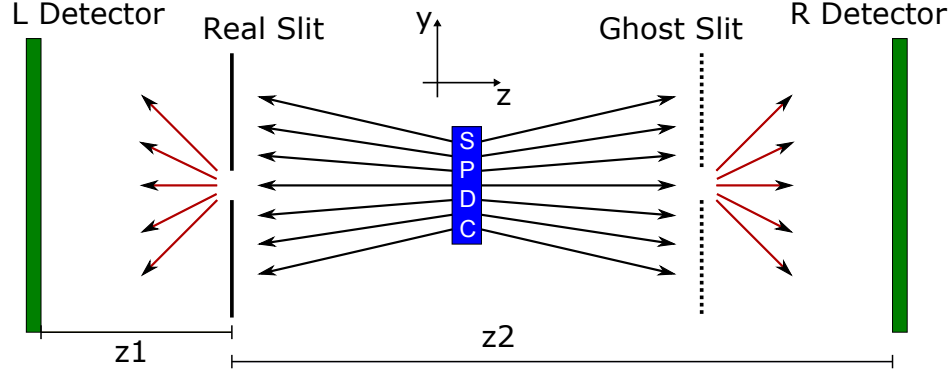 L Detector
Real Slit
y
z
Ghost Slit
R Detector
S
P
D
C
z1
z2